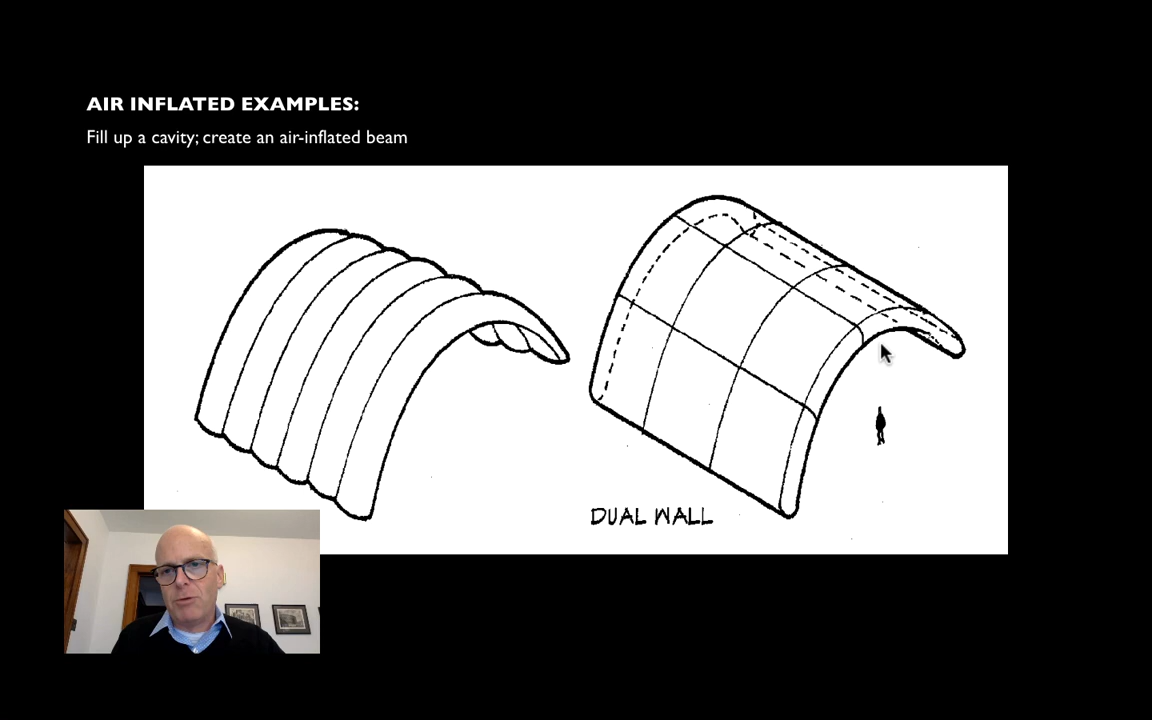 AIR INFLATED EXAMPLES:
Fill up a cavity; create an air-inflated beam
DUAL WALL